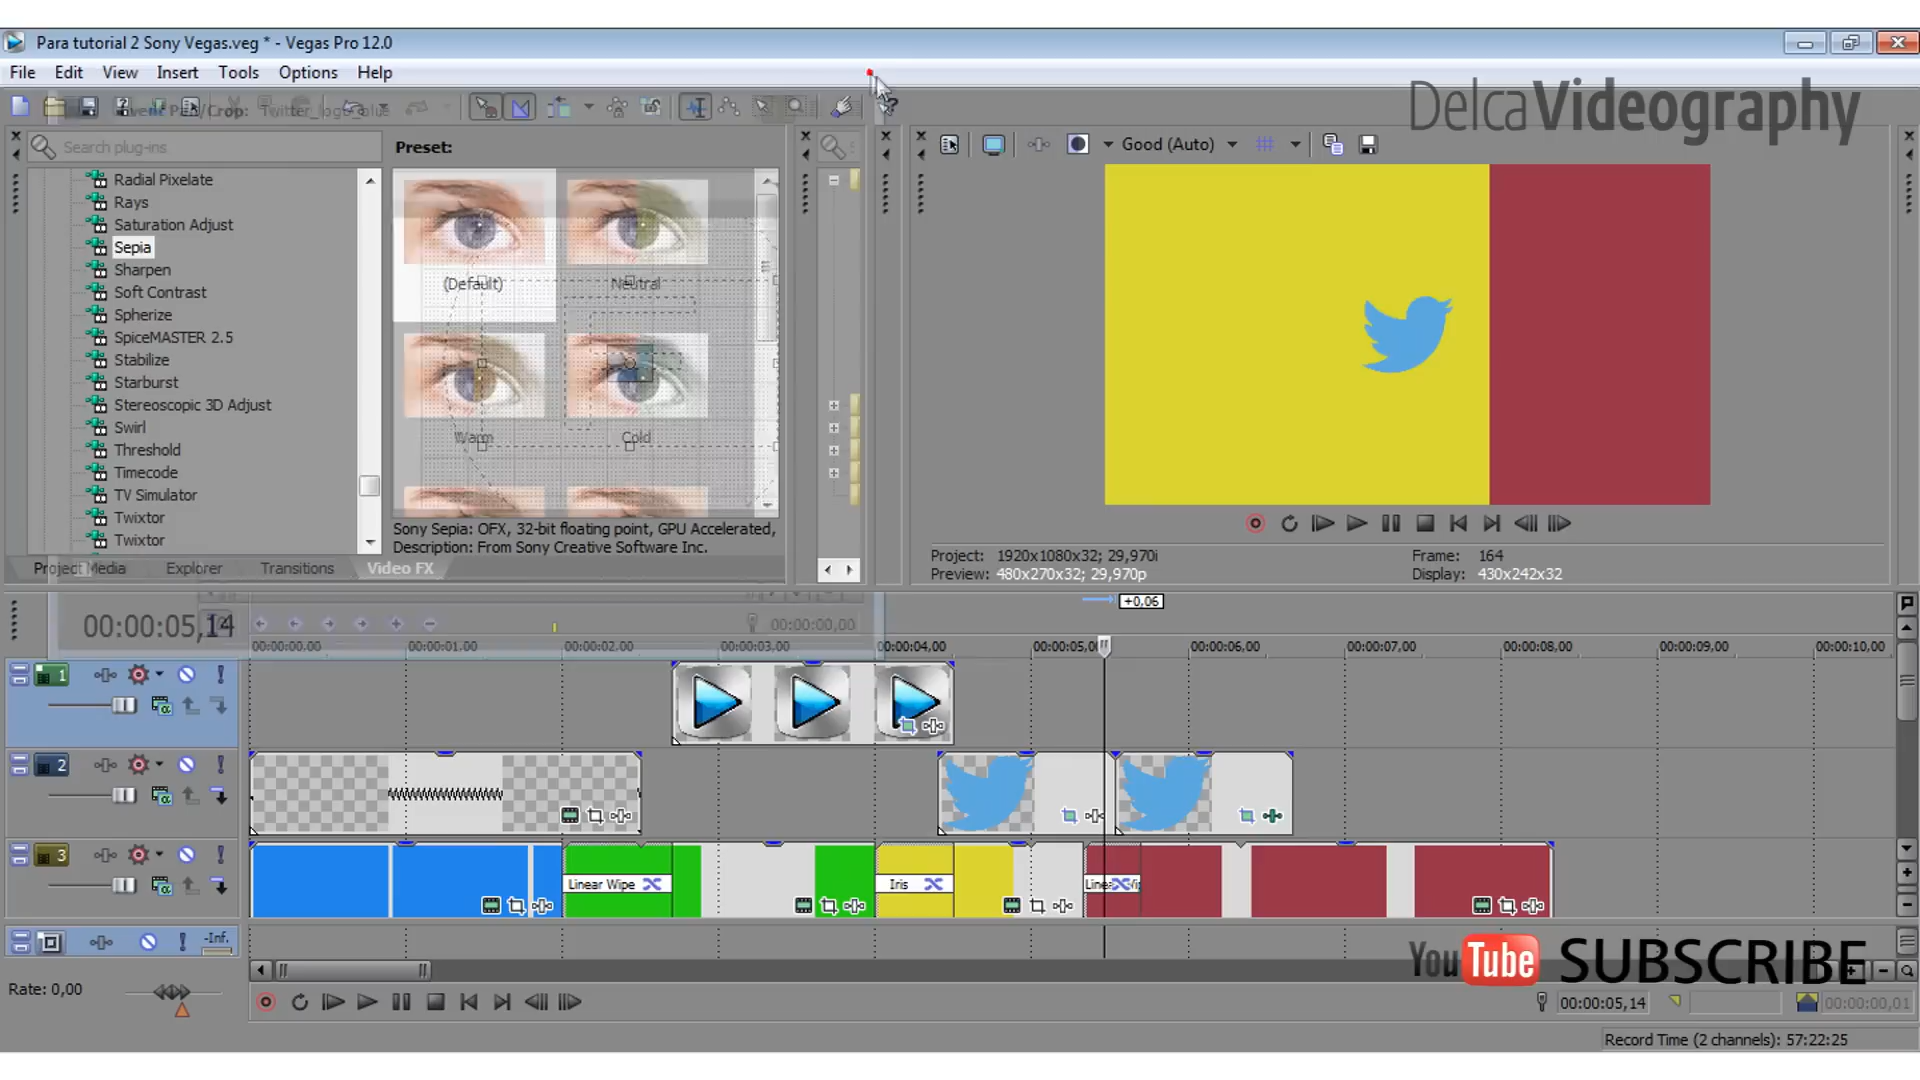 Para tutorial 2 Sony Vegas.veg * - Vegas Pro 12.0
File Edit View Insert Tools Options Help
DelcaVideography
Event Pan/Crop: Twitter_logo_blue
Search plug-ins
Preset:
Good (Auto)
Radial Pixelate
Rays
Saturation Adjust
Sepia
Sharpen
Soft Contrast
Spherize
SpiceMASTER 2.5
Stabilize
Starburst
Stereoscopic 3D Adjust
Swirl
Threshold
Timecode
TV Simulator
Twixtor
Twixtor
(Default) Neutral
Warm Cold
Sony Sepia: OFX, 32-bit floating point, GPU Accelerated,
Description: From Sony Creative Software Inc.
Project Media Explorer Transitions Video FX
Project: 1920x1080x32; 29,970i
Preview: 480x270x32; 29,970p
Frame: 164
Display: 430x242x32
+0,06
00:00:05,14
00:00:00,00
00:00:00,00 00:00:01,00 00:00:02,00 00:00:03,00 00:00:04,00 00:00:05,0 00:00:06,00 00:00:07,00 00:00:08,00 00:00:09,00 00:00:10,00
1
2
3
Linear Wipe
Iris
-Inf.
Rate: 0,00
YouTube SUBSCRIBE
00:00:05,14
00:00:00,01
Record Time (2 channels): 57:22:25